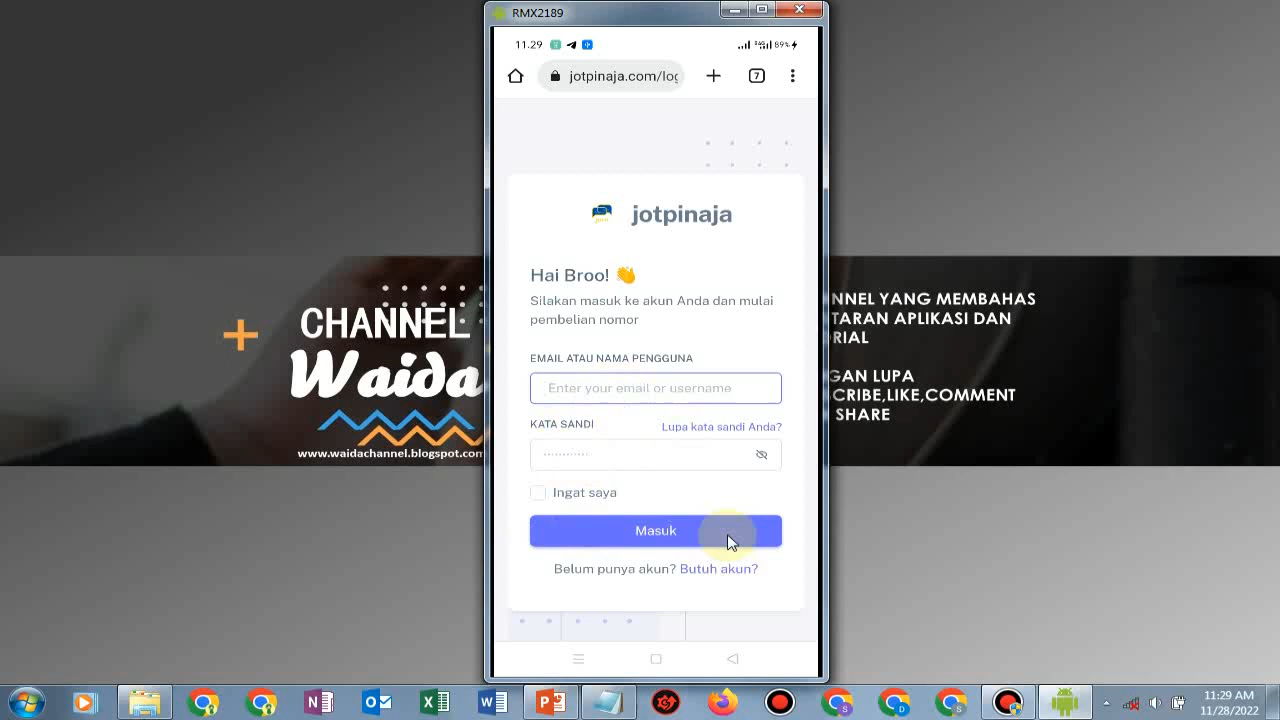 RMX2189
11.29
89%
jotpinaja.com/log
7
jotpinaja
Hai Broo! 👋
Silakan masuk ke akun Anda dan mulai
pembelian nomor
EMAIL ATAU NAMA PENGGUNA
Enter your email or username
KATA SANDI
Lupa kata sandi Anda?
Ingat saya
Masuk
Belum punya akun? Butuh akun?
CHANNEL
Waida
www.waidachannel.blogspot.com
NNEL YANG MEMBAHAS
TARAN APLIKASI DAN
RIAL
GAN LUPA
SCRIBE,LIKE,COMMENT
SHARE
11:29 AM
11/28/2022